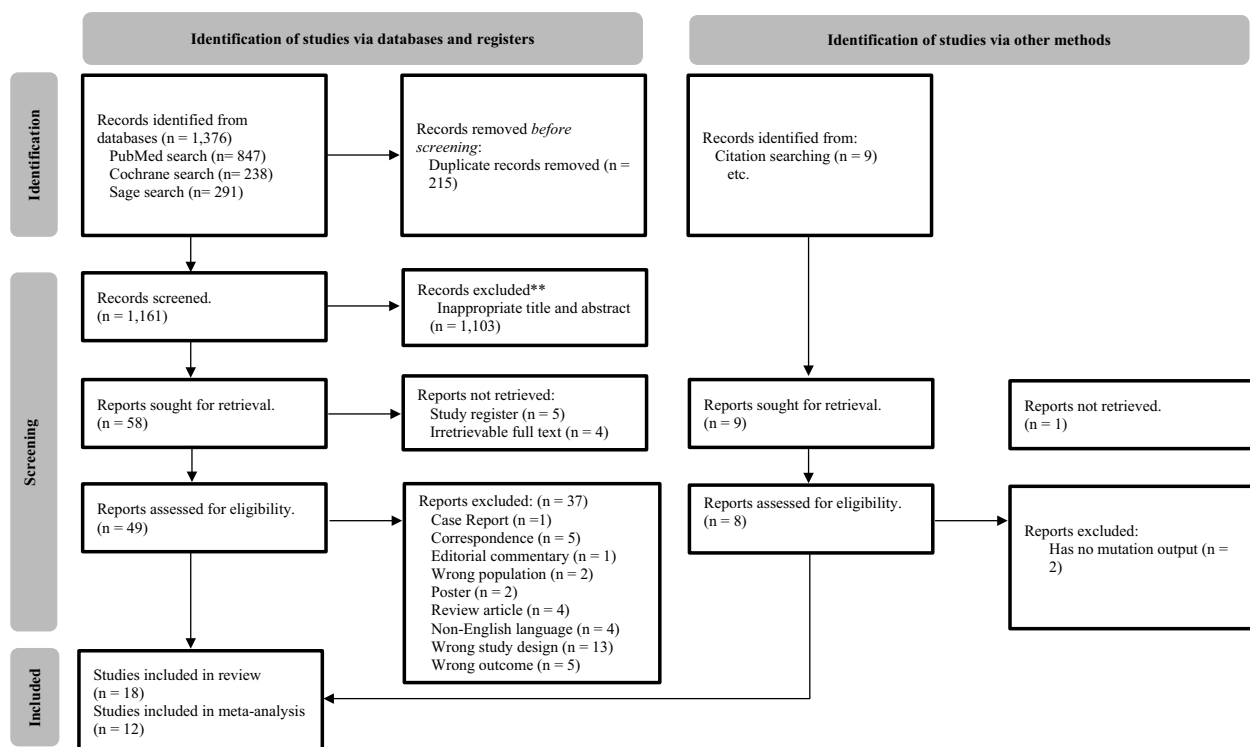 Identification of studies via databases and registers
Identification of studies via other methods
Identification
Records identified from
databases (n = 1,376)
PubMed search (n= 847)
Cochrane search (n= 238)
Sage search (n= 291)
Records removed before
screening:
Duplicate records removed (n =
215)
Records identified from:
Citation searching (n = 9)
etc.
Screening
Records screened.
(n = 1,161)
Records excluded**
Inappropriate title and abstract
(n = 1,103)
Reports sought for retrieval.
(n = 58)
Reports not retrieved:
Study register (n = 5)
Irretrievable full text (n = 4)
Reports sought for retrieval.
(n = 9)
Reports not retrieved.
(n = 1)
Reports assessed for eligibility.
(n = 49)
Reports excluded: (n = 37)
Case Report (n =1)
Correspondence (n = 5)
Editorial commentary (n = 1)
Wrong population (n = 2)
Poster (n = 2)
Review article (n = 4)
Non-English language (n = 4)
Wrong study design (n = 13)
Wrong outcome (n = 5)
Reports assessed for eligibility.
(n = 8)
Reports excluded:
Has no mutation output (n =
2)
Included
Studies included in review
(n = 18)
Studies included in meta-analysis
(n = 12)